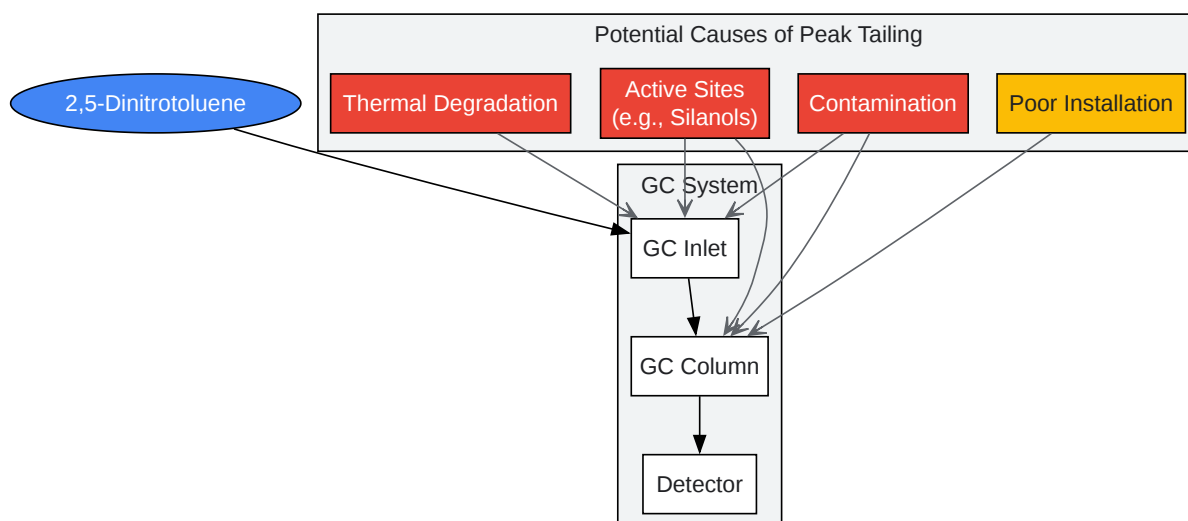 Potential Causes of Peak Tailing
2,5-Dinitrotoluene
Thermal Degradation
Active Sites
(e.g., Silanols)
Contamination
Poor Installation
GC System
GC Inlet
GC Column
Detector